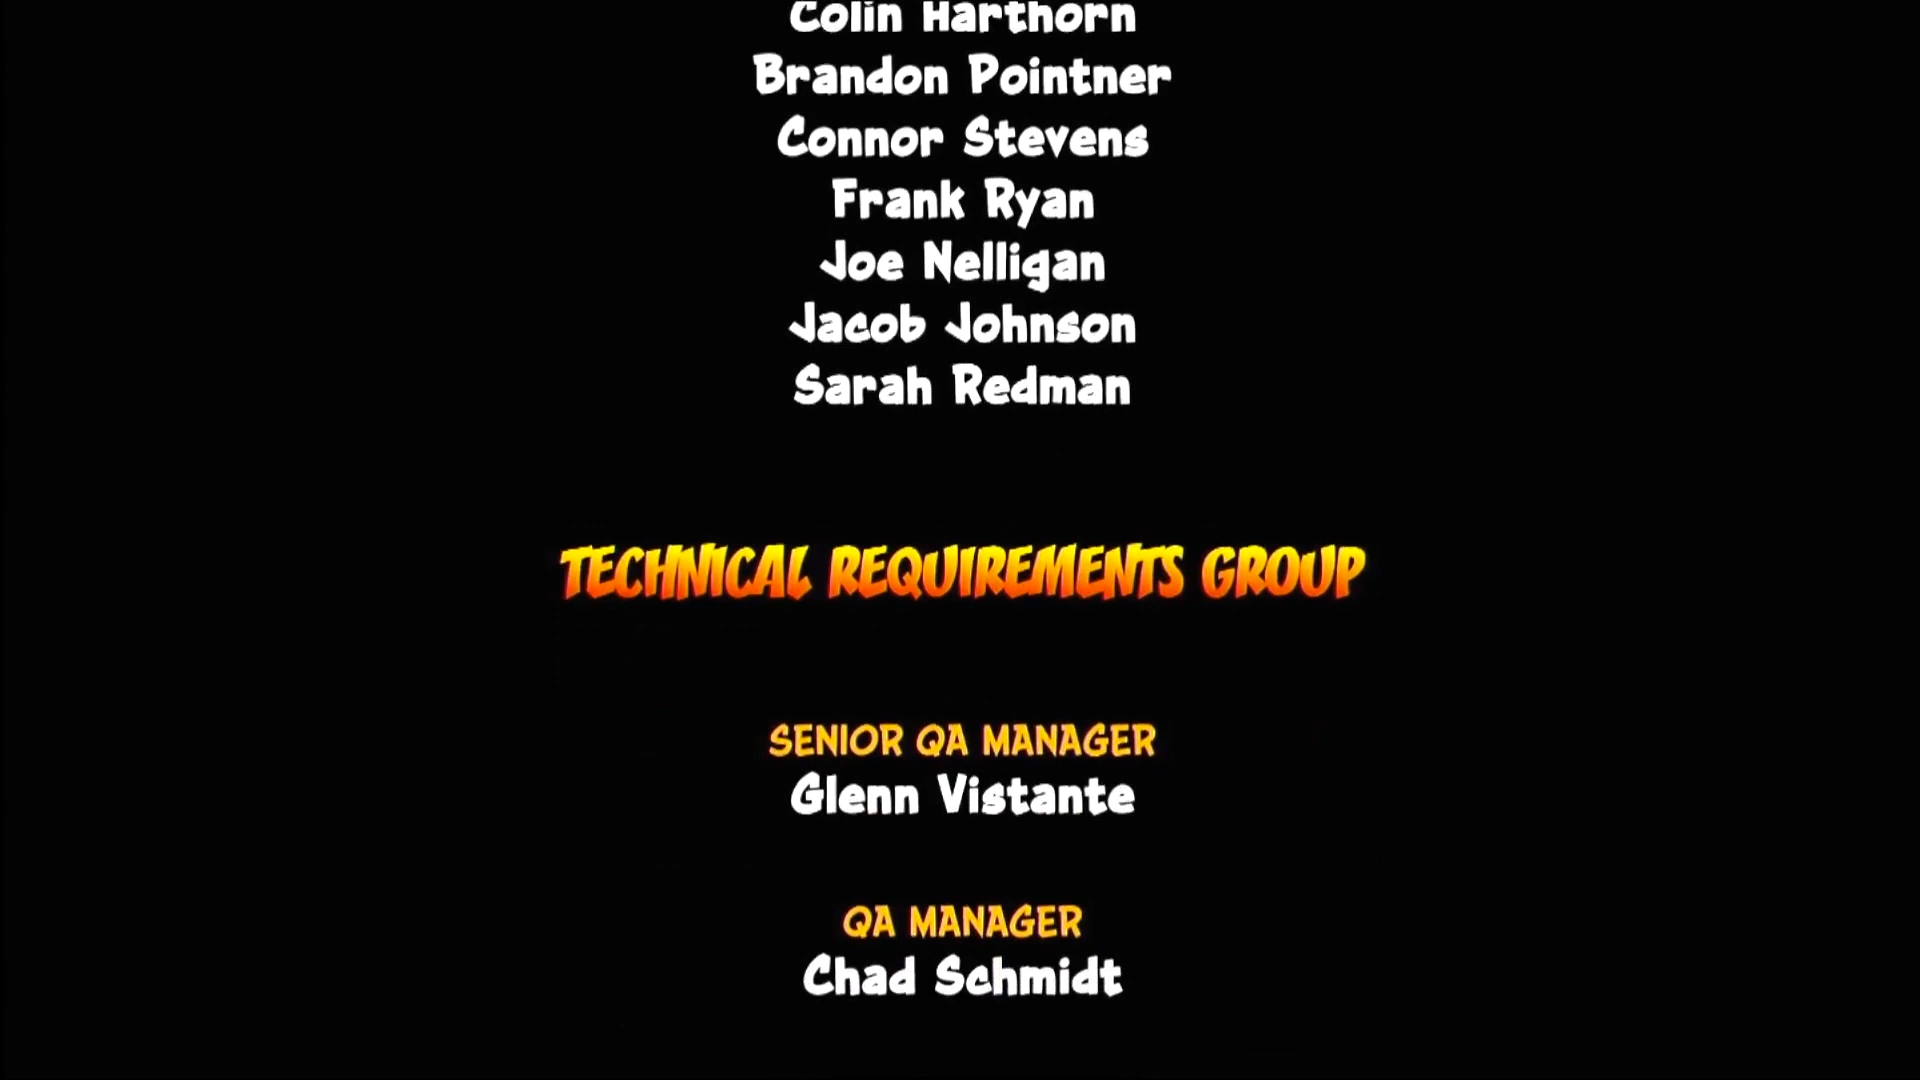 Colin Harthorn
Brandon Pointner
Connor Stevens
Frank Ryan
Joe Nelligan
Jacob Johnson
Sarah Redman
TECHNICAL REQUIREMENTS GROUP
SENIOR QA MANAGER
Glenn Vistante
QA MANAGER
Chad Schmidt